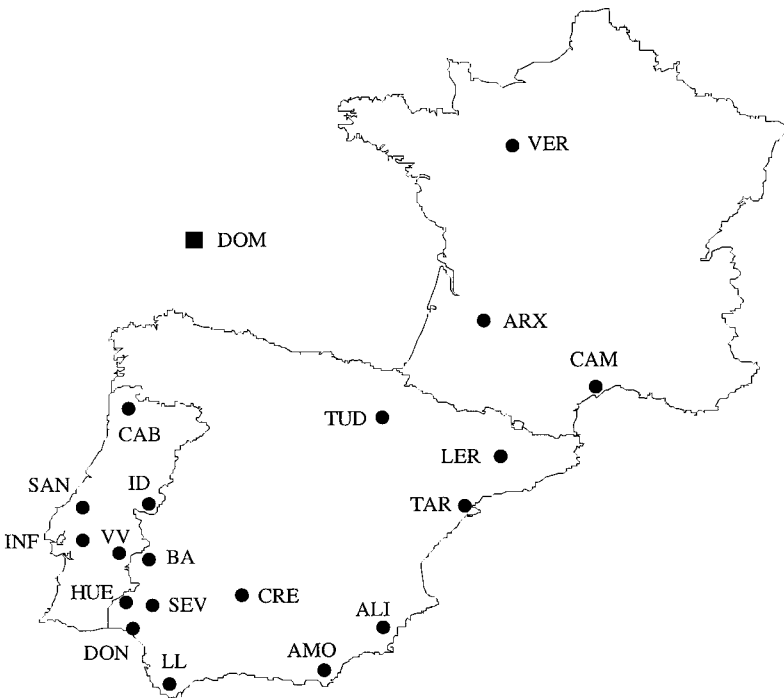 VER
DOM
ARX
CAM
CAB
TUD
LER
SAN
ID
TAR
INF
VV
BA
HUE
SEV
CRE
ALI
DON
LL
AMO